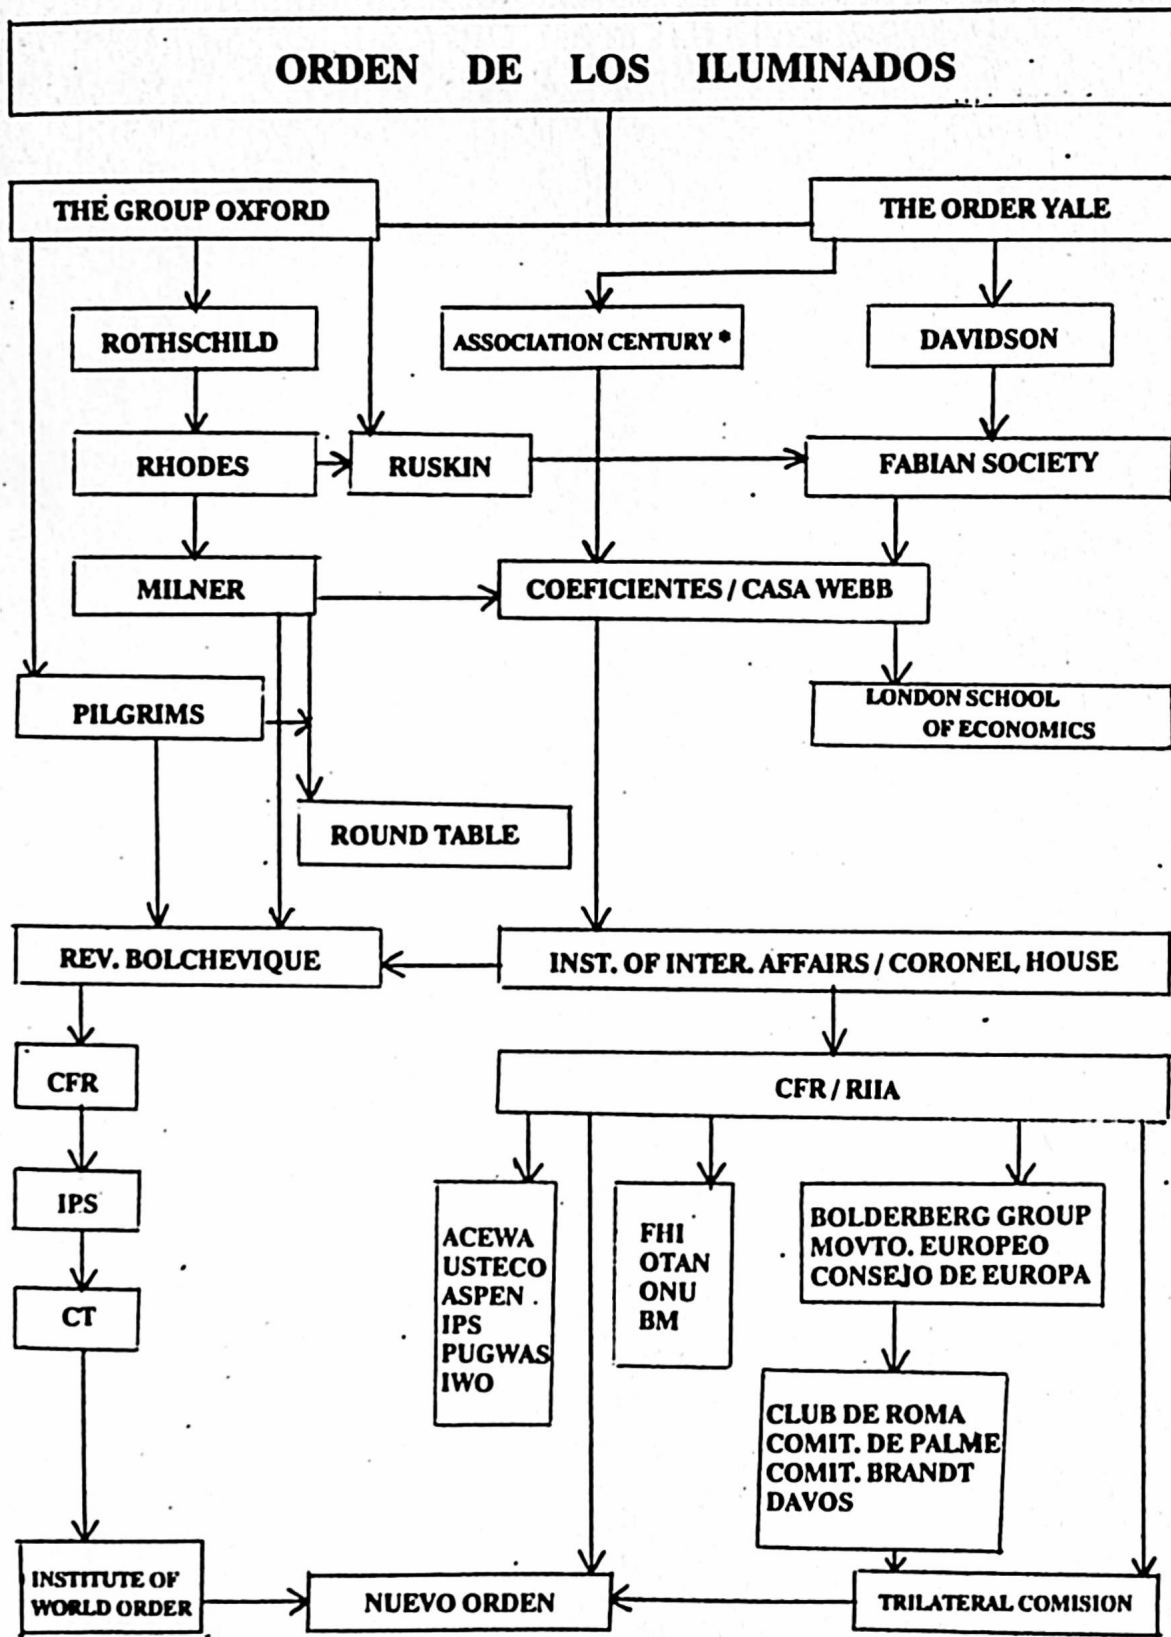 ORDEN DE LOS ILUMINADOS
THE GROUP OXFORD
THE ORDER YALE
ROTHSCHILD
ASSOCIATION CENTURY *
DAVIDSON
RHODES
RUSKIN
FABIAN SOCIETY
MILNER
COEFICIENTES / CASA WEBB
PILGRIMS
LONDON SCHOOL
OF ECONOMICS
ROUND TABLE
REV. BOLCHEVIQUE
INST. OF INTER. AFFAIRS / CORONEL HOUSE
CFR
CFR / RIIA
IPS
CT
ACEWA
USTECO
ASPEN .
IPS
PUGWAS
IWO
FHI
OTAN
ONU
BM
BOLDERBERG GROUP
MOVTO. EUROPEO
CONSEJO DE EUROPA
CLUB DE ROMA
COMIT. DE PALME
COMIT. BRANDT
DAVOS
INSTITUTE OF
WORLD ORDER
NUEVO ORDEN
TRILATERAL COMISION